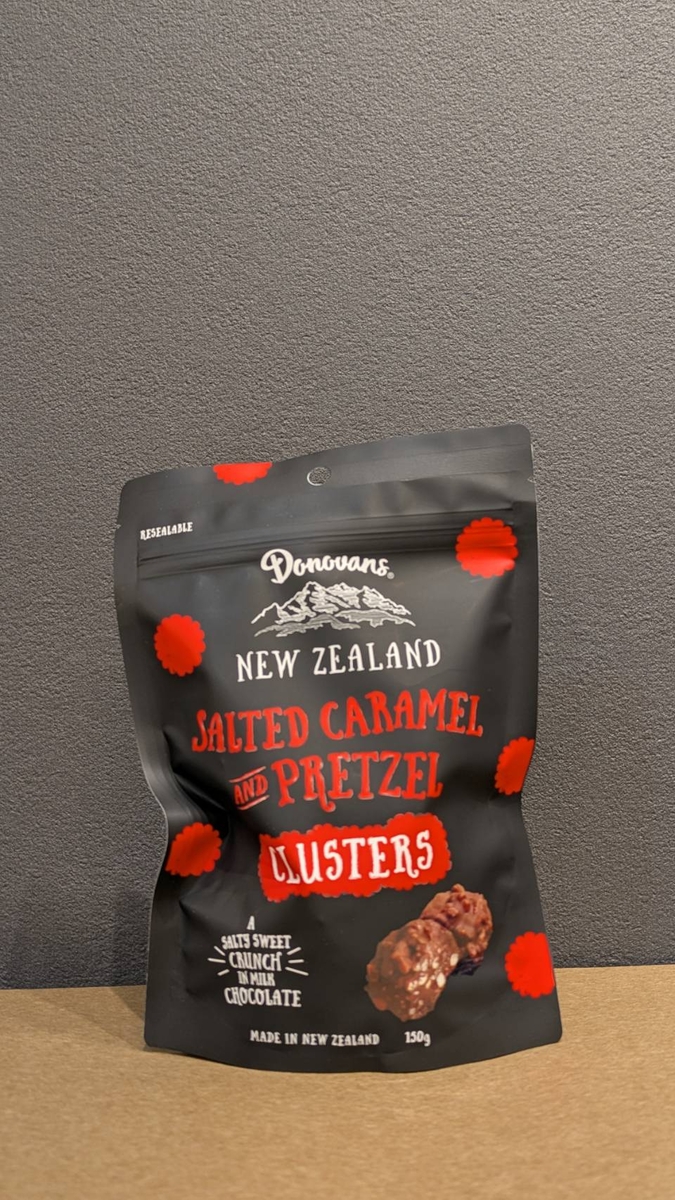 RESEALABLE
Donovans®
NEW ZEALAND
SALTED CARAMEL
AND PRETZEL
CLUSTERS
A
SALTY SWEET
CRUNCH
IN MILK
CHOCOLATE
MADE IN NEW ZEALAND 150g